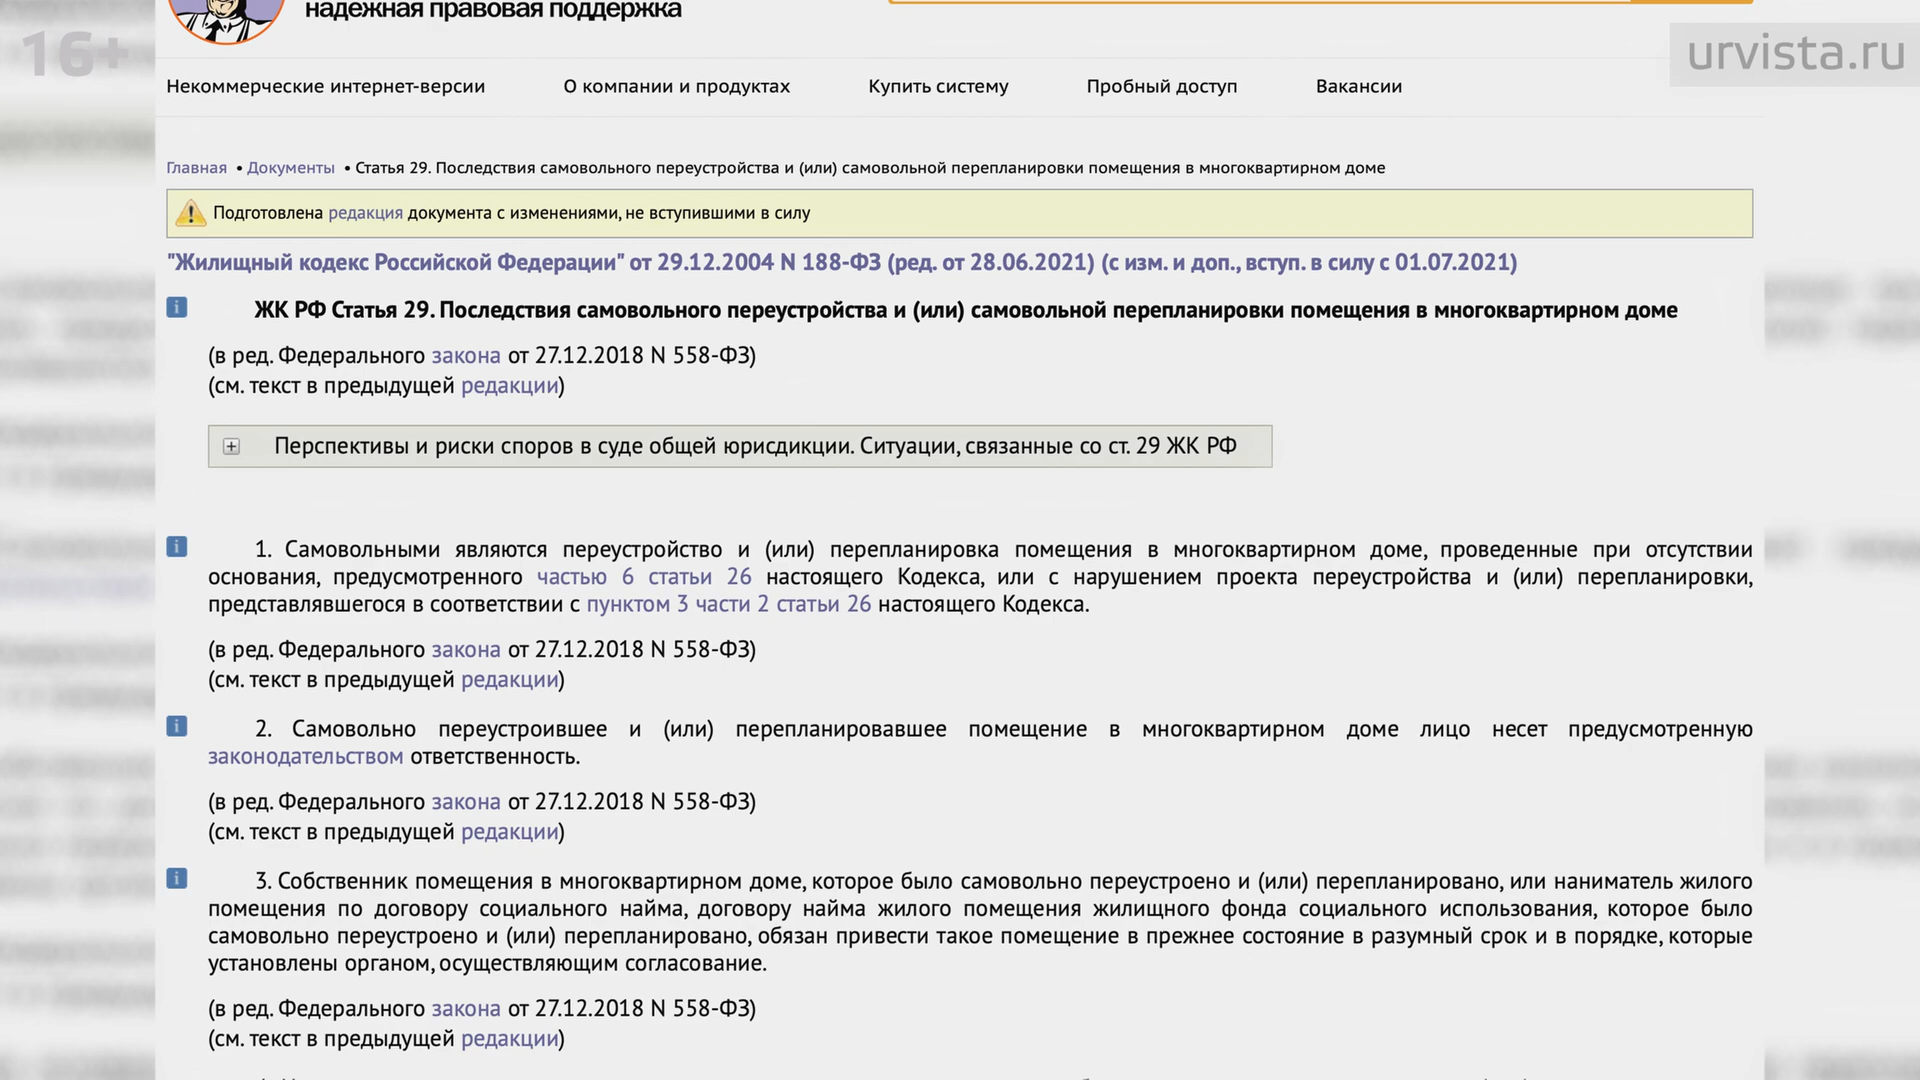 надежная правовая поддержка
16+
urvista.ru
Некоммерческие интернет-версии
О компании и продуктах
Купить систему
Пробный доступ
Вакансии
Главная • Документы • Статья 29. Последствия самовольного переустройства и (или) самовольной перепланировки помещения в многоквартирном доме
Подготовлена редакция документа с изменениями, не вступившими в силу
"Жилищный кодекс Российской Федерации" от 29.12.2004 N 188-ФЗ (ред. от 28.06.2021) (с изм. и доп., вступ. в силу с 01.07.2021)
ЖК РФ Статья 29. Последствия самовольного переустройства и (или) самовольной перепланировки помещения в многоквартирном доме
(в ред. Федерального закона от 27.12.2018 N 558-ФЗ)
(см. текст в предыдущей редакции)
Перспективы и риски споров в суде общей юрисдикции. Ситуации, связанные со ст. 29 ЖК РФ
1. Самовольными являются переустройство и (или) перепланировка помещения в многоквартирном доме, проведенные при отсутствии
основания, предусмотренного частью 6 статьи 26 настоящего Кодекса, или с нарушением проекта переустройства и (или) перепланировки,
представлявшегося в соответствии с пунктом 3 части 2 статьи 26 настоящего Кодекса.
(в ред. Федерального закона от 27.12.2018 N 558-ФЗ)
(см. текст в предыдущей редакции)
2. Самовольно переустроившее и (или) перепланировавшее помещение в многоквартирном доме лицо несет предусмотренную
законодательством ответственность.
(в ред. Федерального закона от 27.12.2018 N 558-ФЗ)
(см. текст в предыдущей редакции)
3. Собственник помещения в многоквартирном доме, которое было самовольно переустроено и (или) перепланировано, или наниматель жилого
помещения по договору социального найма, договору найма жилого помещения жилищного фонда социального использования, которое было
самовольно переустроено и (или) перепланировано, обязан привести такое помещение в прежнее состояние в разумный срок и в порядке, которые
установлены органом, осуществляющим согласование.
(в ред. Федерального закона от 27.12.2018 N 558-ФЗ)
(см. текст в предыдущей редакции)